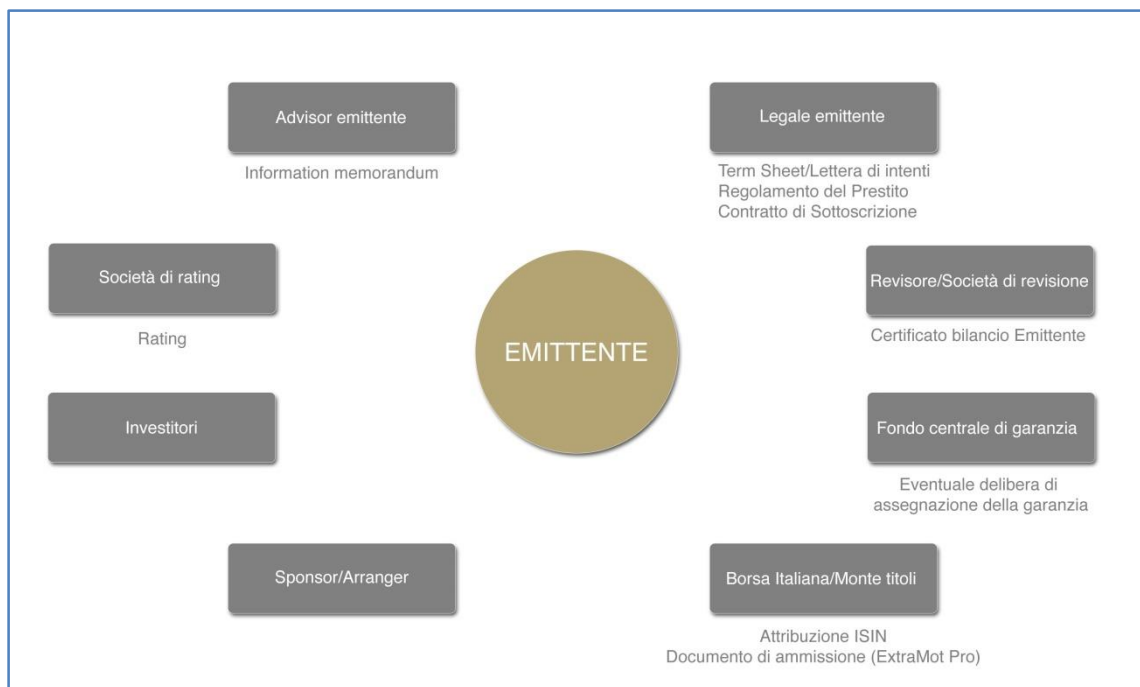 Advisor emittente
Information memorandum
Legale emittente
Term Sheet/Lettera di intenti
Regolamento del Prestito
Contratto di Sottoscrizione
Società di rating
Rating
EMITTENTE
Revisore/Società di revisione
Certificato bilancio Emittente
Investitori
Fondo centrale di garanzia
Eventuale delibera di
assegnazione della garanzia
Sponsor/Arranger
Borsa Italiana/Monte titoli
Attribuzione ISIN
Documento di ammissione (ExtraMot Pro)